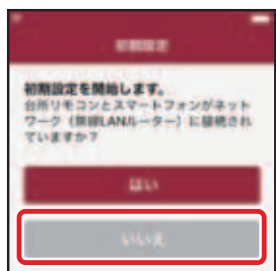 初期設定
初期設定を開始します。
台所リモコンとスマートフォンがネット
ワーク（無線LANルーター）に接続され
ていますか？
はい
いいえ